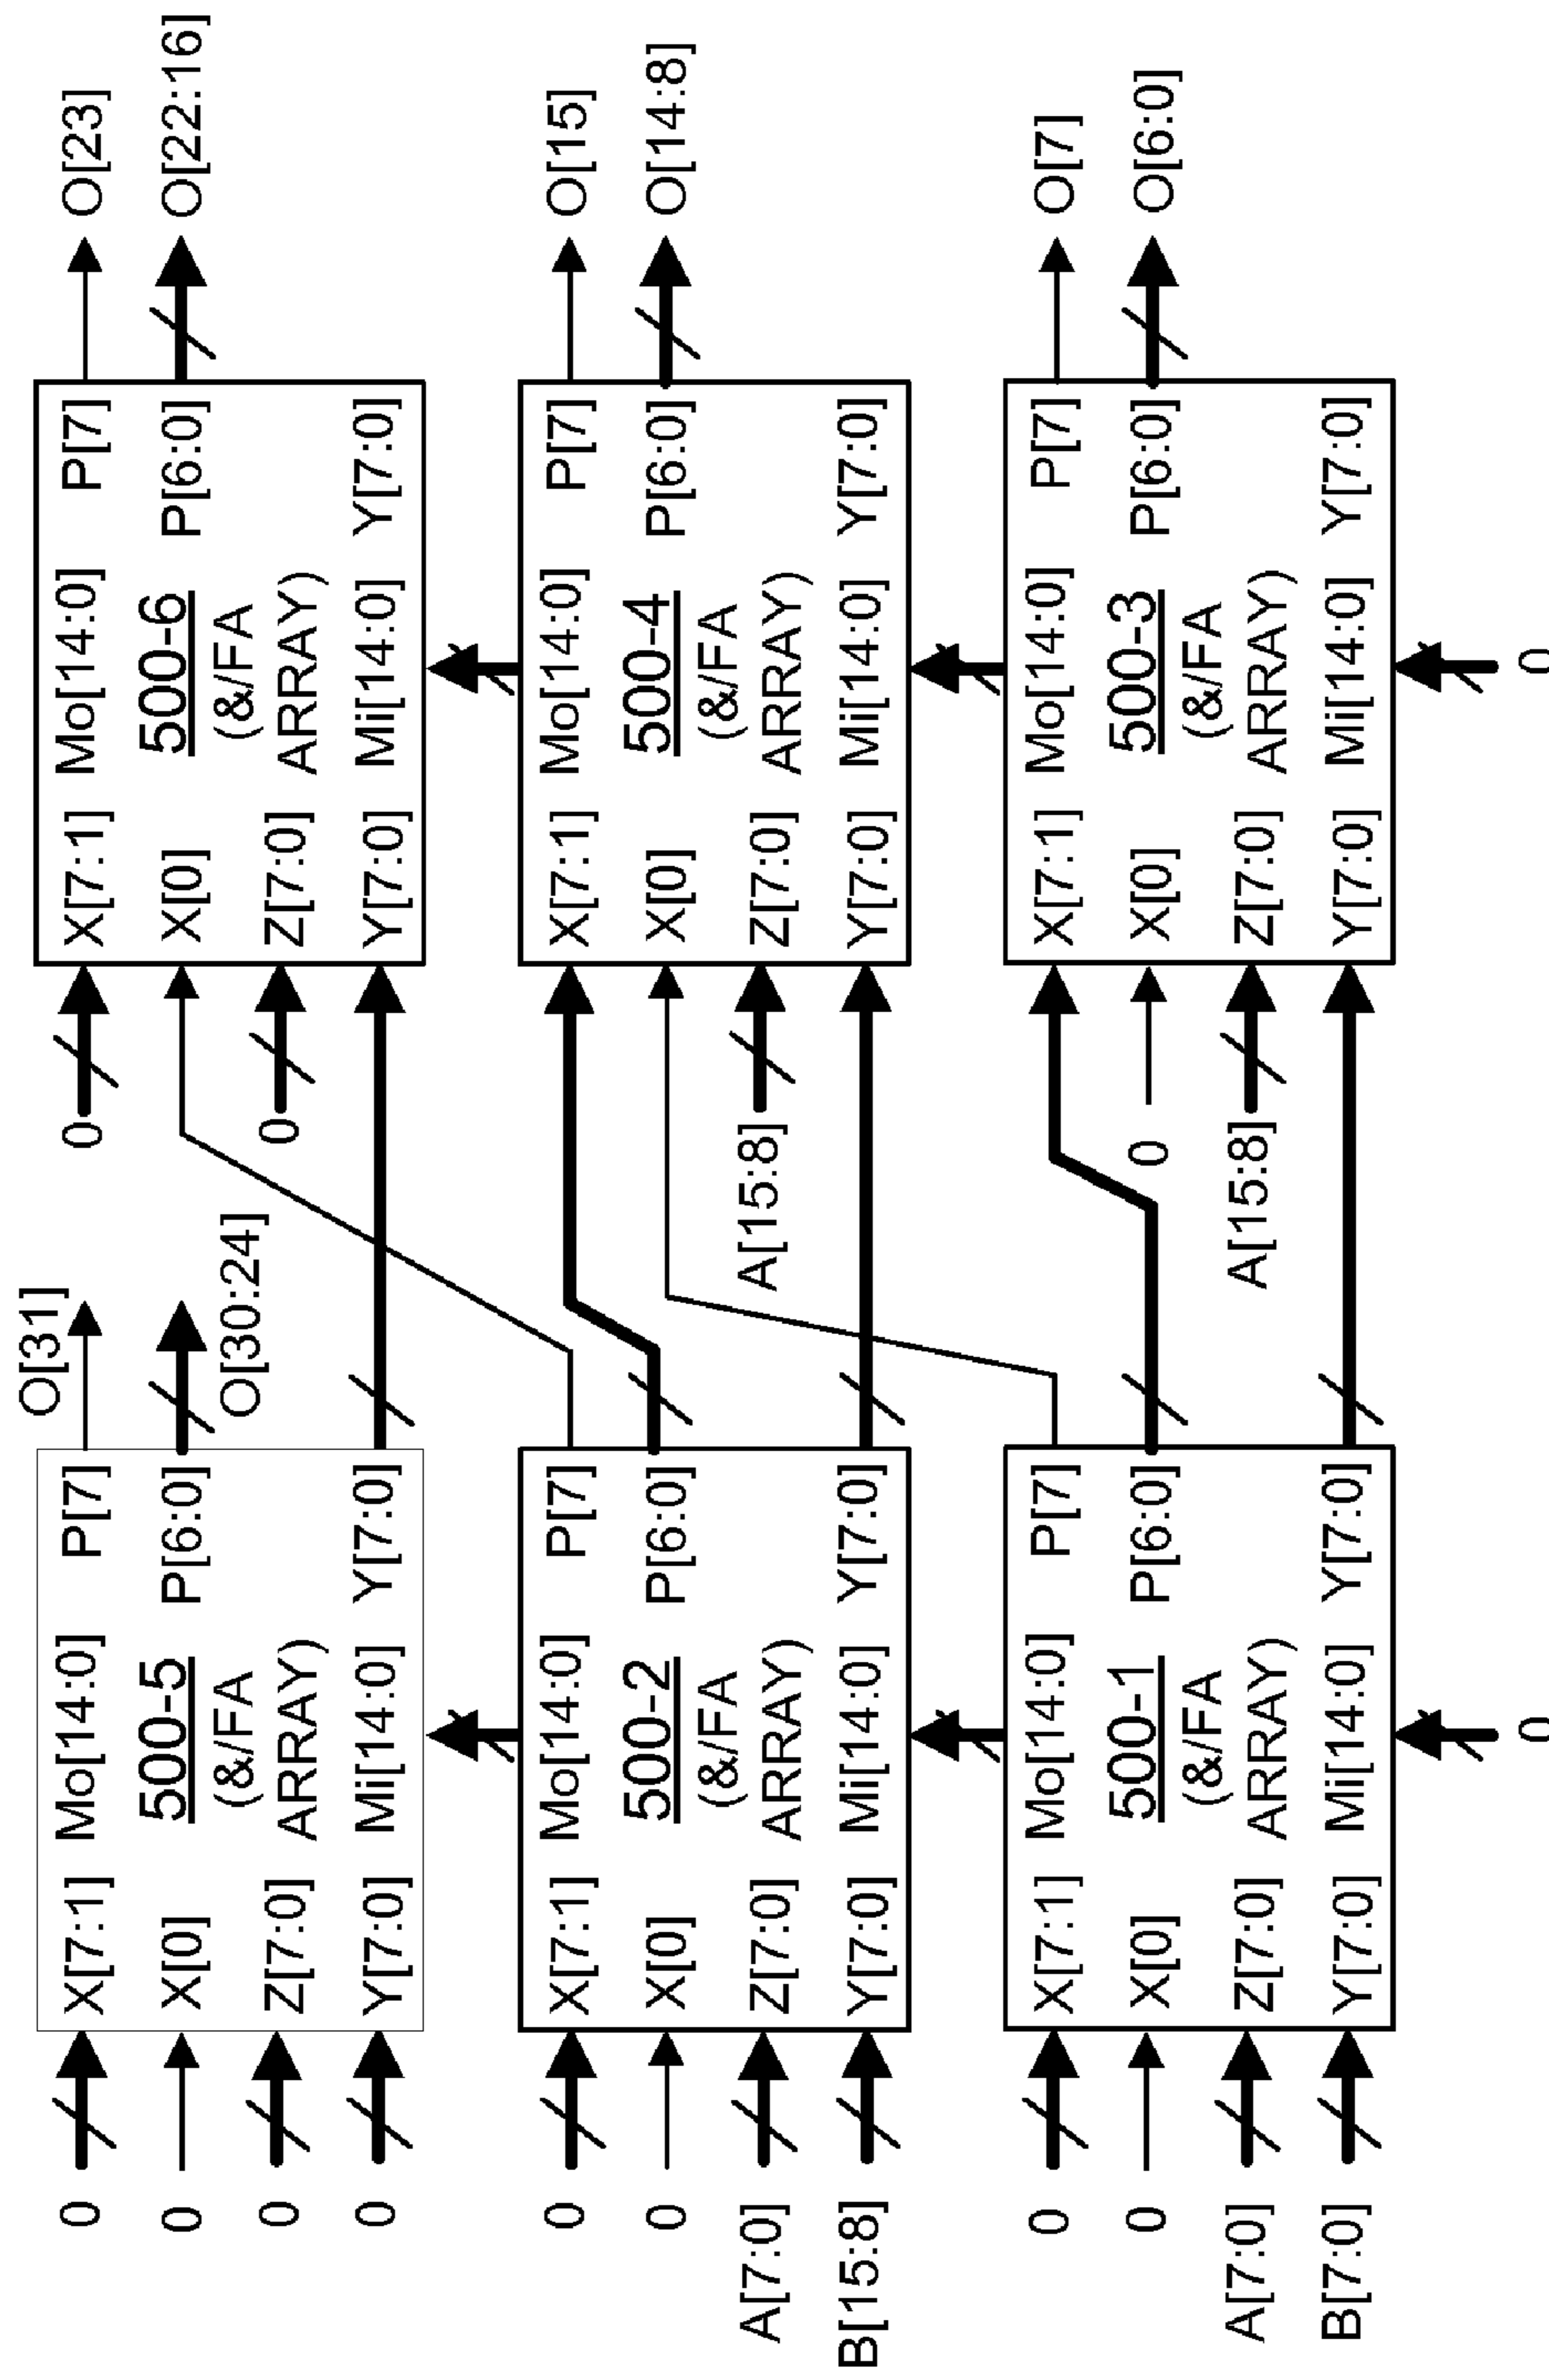 O[31]
0 X[7:1] Mo[14:0] P[7] 0 X[7:1] Mo[14:0] P[7] O[23]
0 X[0] 500-5 P[6:0] X[0] 500-6 P[6:0] O[22:16]
(&/FA O[30:24] (&/FA
0 Z[7:0] ARRAY) 0 Z[7:0] ARRAY)
0 Y[7:0] Mi[14:0] Y[7:0] Y[7:0] Mi[14:0] Y[7:0]
0 X[7:1] Mo[14:0] P[7] X[7:1] Mo[14:0] P[7] O[15]
0 X[0] 500-2 P[6:0] X[0] 500-4 P[6:0] O[14:8]
(&/FA (&/FA
A[7:0] Z[7:0] ARRAY) A[15:8] Z[7:0] ARRAY)
B[15:8] Y[7:0] Mi[14:0] Y[7:0] Y[7:0] Mi[14:0] Y[7:0]
0 X[7:1] Mo[14:0] P[7] X[7:1] Mo[14:0] P[7] O[7]
0 X[0] 500-1 P[6:0] 0 X[0] 500-3 P[6:0] O[6:0]
(&/FA (&/FA
A[7:0] Z[7:0] ARRAY) A[15:8] Z[7:0] ARRAY)
B[7:0] Y[7:0] Mi[14:0] Y[7:0] Y[7:0] Mi[14:0] Y[7:0]
0 0